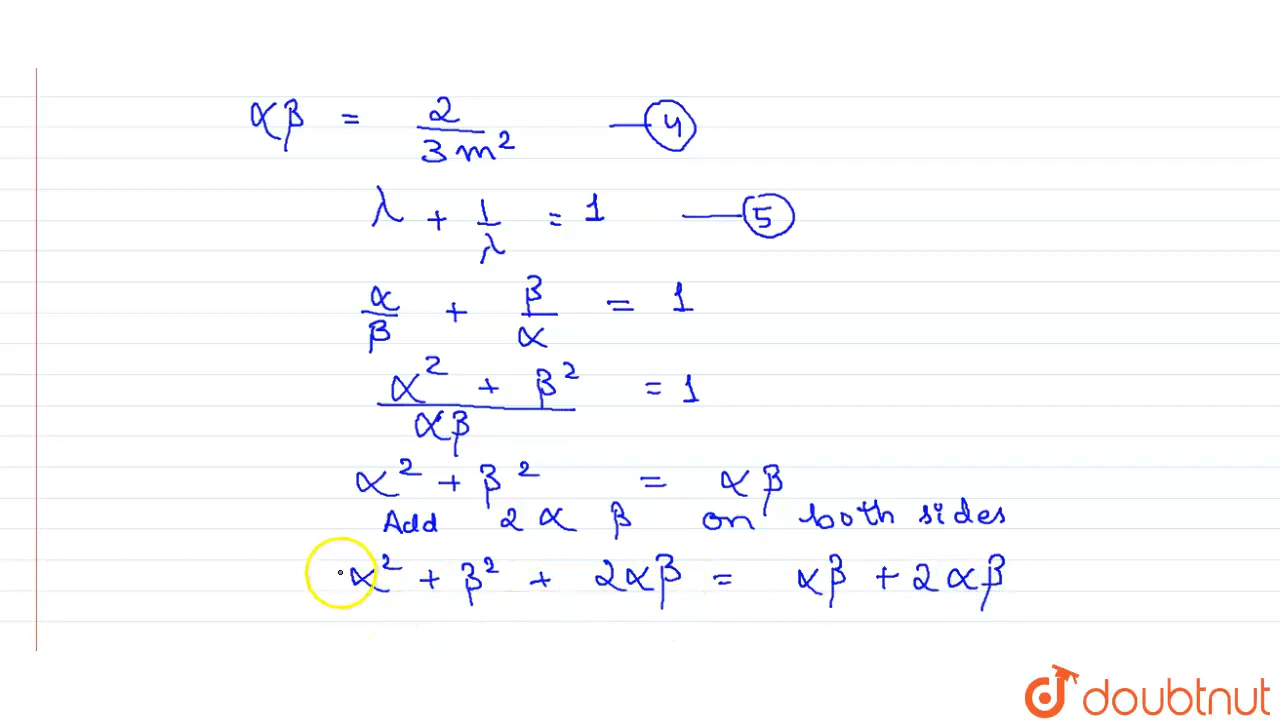 αβ = 2/3m² —④
λ + 1/λ = 1 —⑤
α/β + β/α = 1
α² + β²/αβ = 1
α² + β² = αβ
Add 2αβ on both sides
α² + β² + 2αβ = αβ + 2αβ
doubtnut